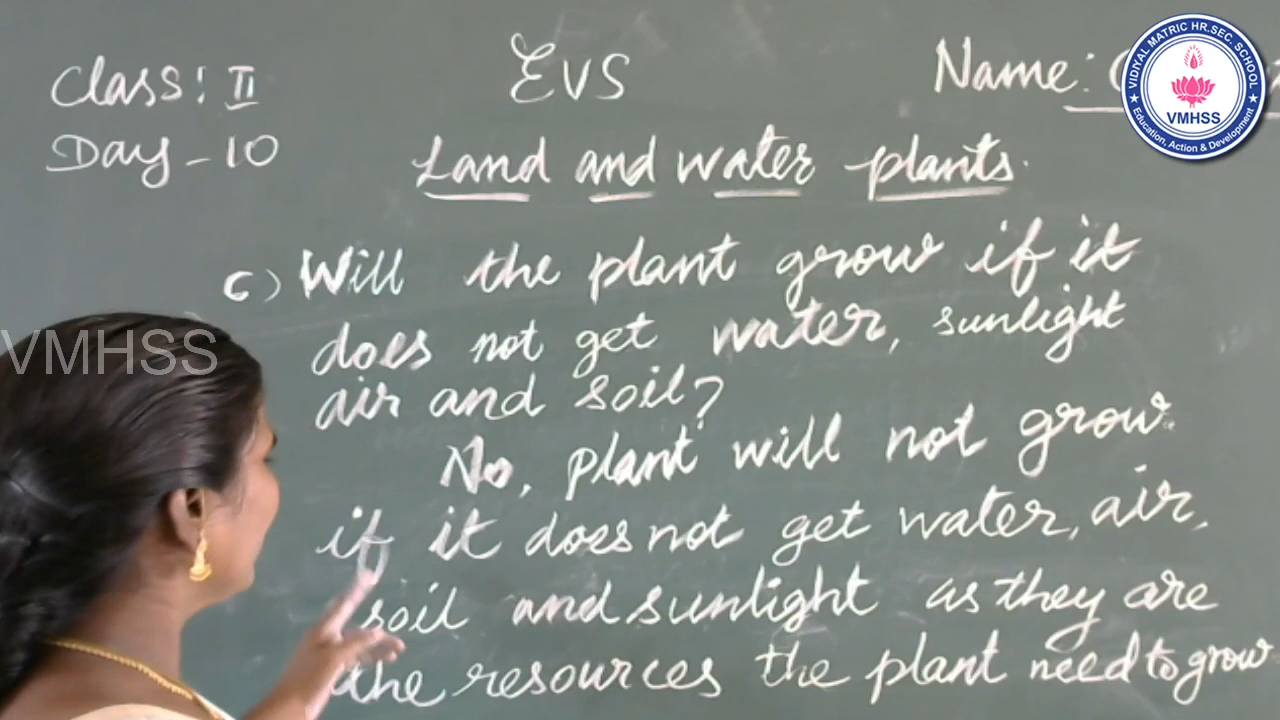 Class: II
EVS
Name:
Day - 10
Land and water plants.
c) Will the plant grow if it
does not get water, sunlight
air and soil?
No, plant will not grow
if it does not get water, air,
soil and sunlight as they are
the resources the plant need to grow
VMHSS
VIDIYAL MATRIC HR.SEC. SCHOOL
VMHSS
Education, Action & Development